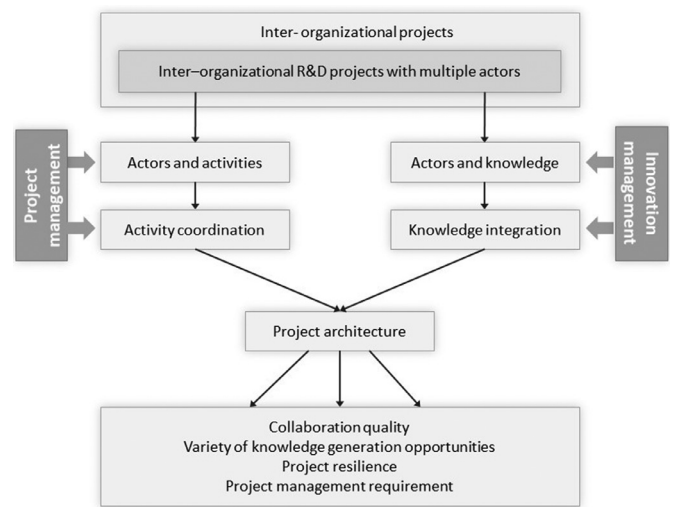 Inter- organizational projects
Inter–organizational R&D projects with multiple actors
Project
management
Actors and activities
Actors and knowledge
Innovation
management
Activity coordination
Knowledge integration
Project architecture
Collaboration quality
Variety of knowledge generation opportunities
Project resilience
Project management requirement